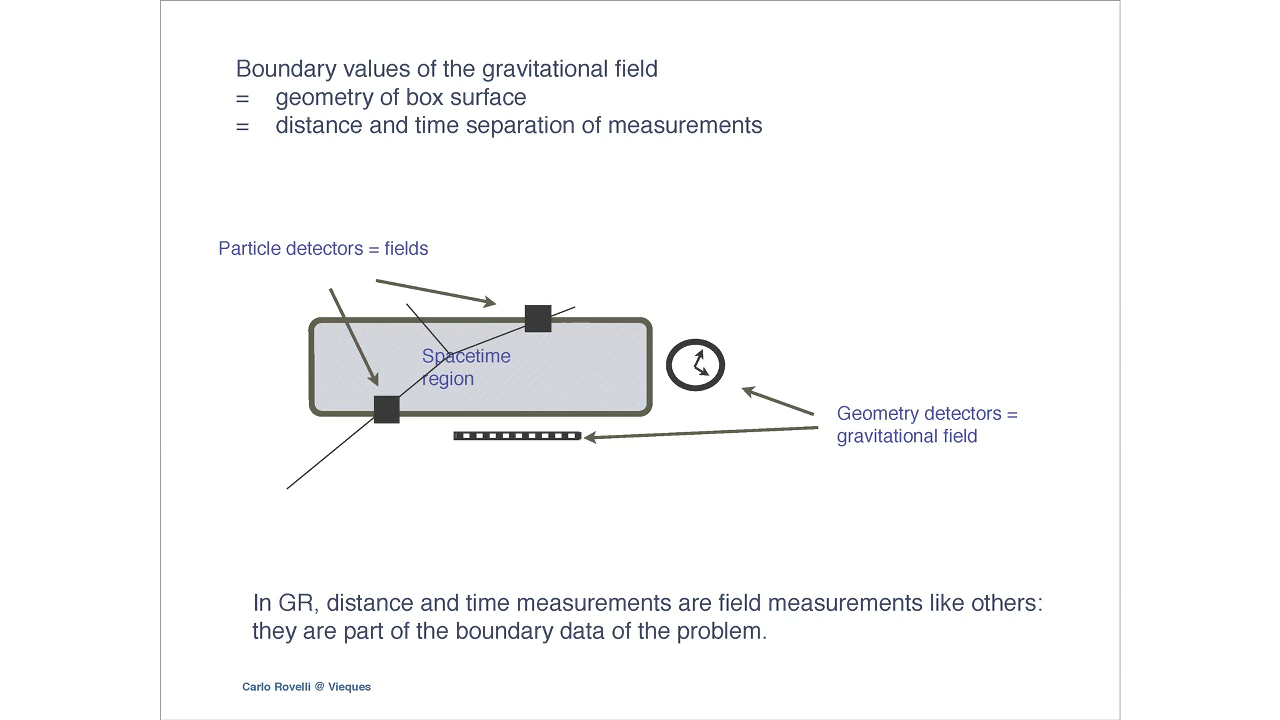 Boundary values of the gravitational field
= geometry of box surface
= distance and time separation of measurements
Particle detectors = fields
Spacetime
region
Geometry detectors =
gravitational field
In GR, distance and time measurements are field measurements like others:
they are part of the boundary data of the problem.
Carlo Rovelli @ Vieques